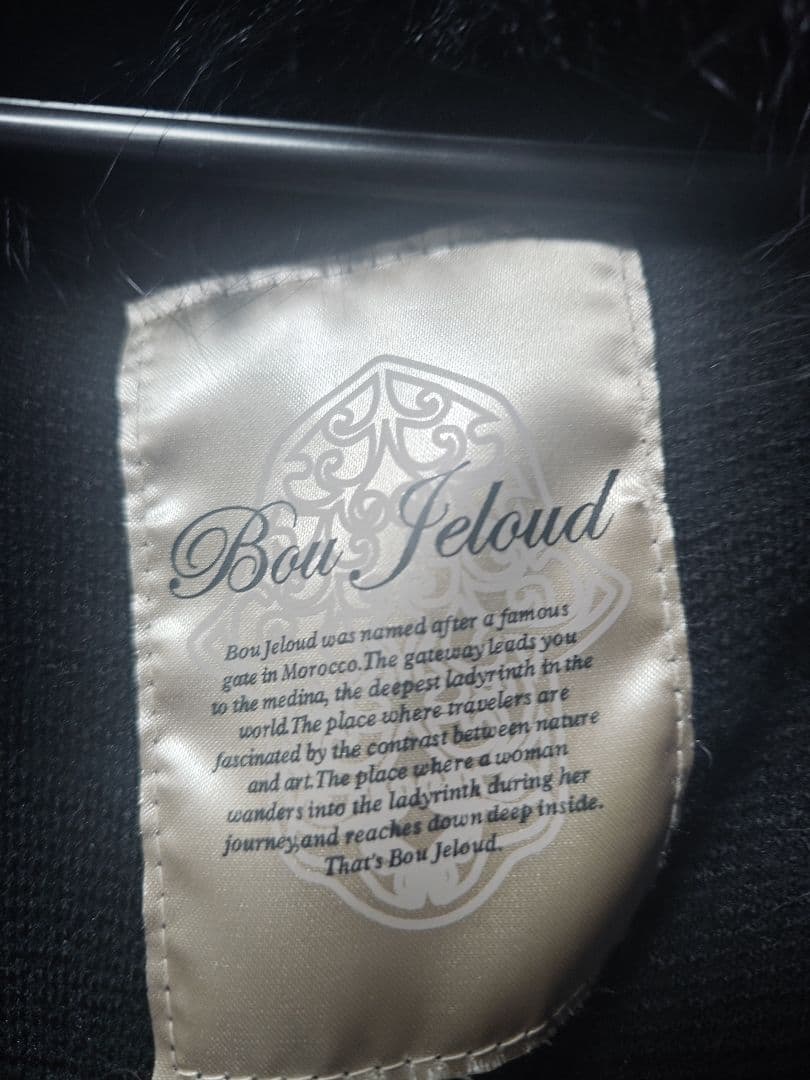 Bou Jeloud
Bou Jeloud was named after a famous
gate in Morocco.The gateway leads you
to the medina, the deepest ladyrinth in the
world.The place where travelers are
fascinated by the contrast between nature
and art.The place where a woman
wanders into the ladyrinth during her
journey,and reaches down deep inside.
That's Bou Jeloud.